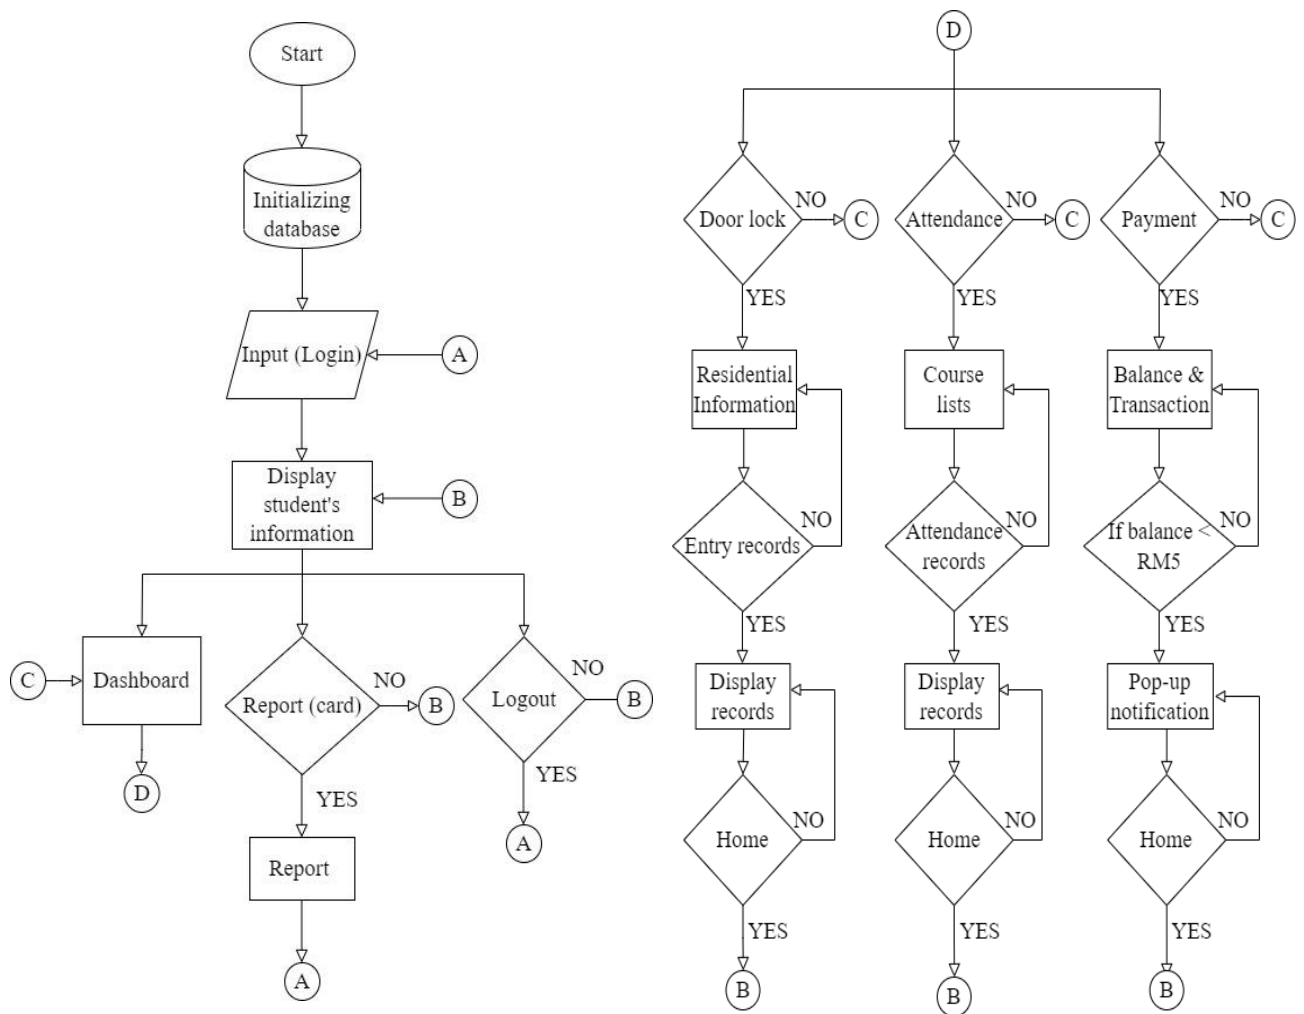 Start
Initializing
database
Input (Login)
A
Display
student's
information
B
C
Dashboard
D
Report (card)
NO
B
YES
Report
A
Logout
NO
B
YES
A
D
Door lock
NO
C
YES
Residential
Information
Entry records
NO
YES
Display
records
Home
NO
YES
B
Attendance
NO
C
YES
Course
lists
Attendance
records
NO
YES
Display
records
Home
NO
YES
B
Payment
NO
C
YES
Balance &
Transaction
If balance <
RM5
NO
YES
Pop-up
notification
Home
NO
YES
B